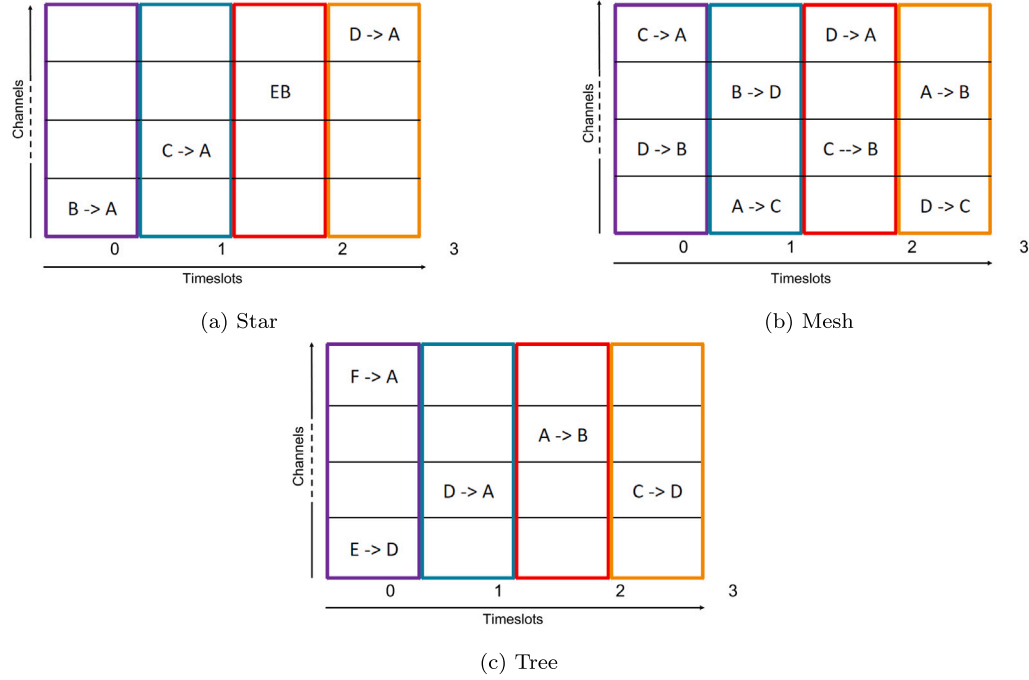 D -> A
EB
C -> A
B -> A
Channels
0 1 2 3
Timeslots
(a) Star
C -> A D -> A
B -> D A -> B
D -> B C --> B
A -> C D -> C
Channels
0 1 2 3
Timeslots
(b) Mesh
F -> A
A -> B
D -> A C -> D
E -> D
Channels
0 1 2 3
Timeslots
(c) Tree